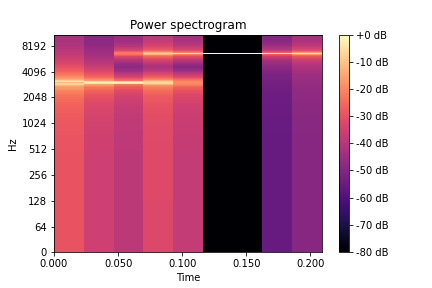 Power spectrogram
8192
4096
2048
1024
512
256
128
64
0
Hz
0.000 0.050 0.100 0.150 0.200
Time
+0 dB
-10 dB
-20 dB
-30 dB
-40 dB
-50 dB
-60 dB
-70 dB
-80 dB